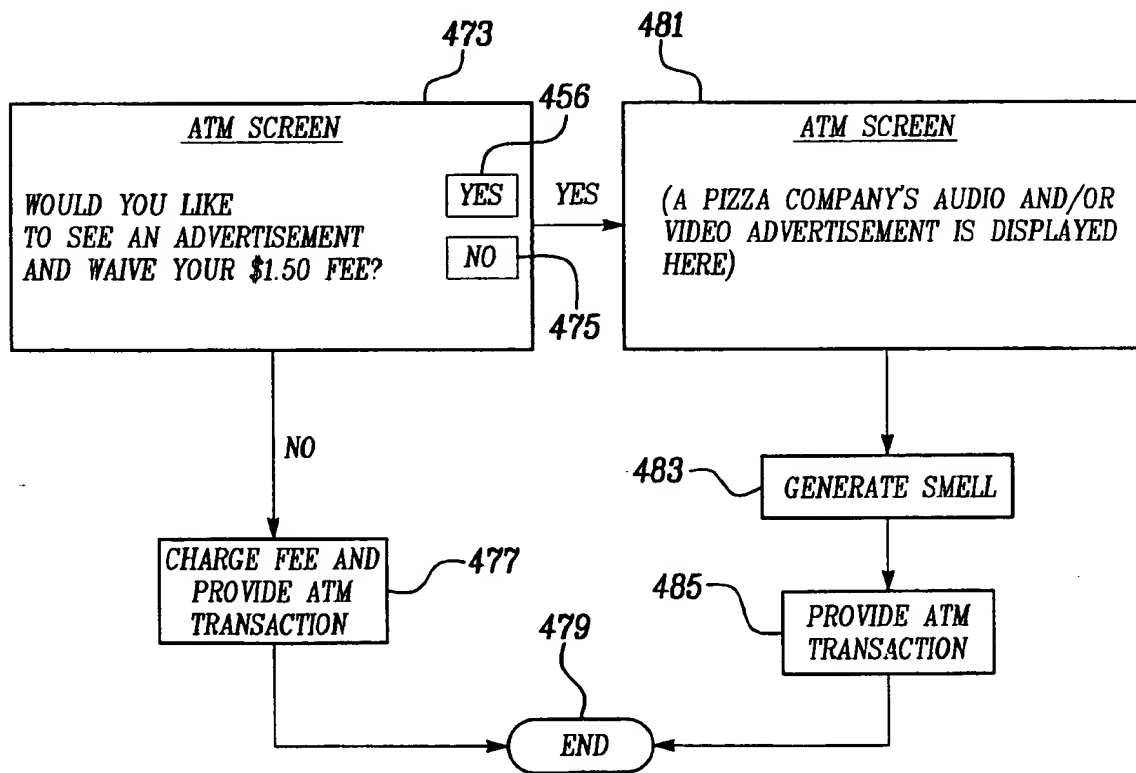 473
481
456
ATM SCREEN
YES
WOULD YOU LIKE
TO SEE AN ADVERTISEMENT
AND WAIVE YOUR $1.50 FEE?
NO
475
YES
ATM SCREEN
(A PIZZA COMPANY'S AUDIO AND/OR
VIDEO ADVERTISEMENT IS DISPLAYED
HERE)
NO
483
GENERATE SMELL
CHARGE FEE AND
PROVIDE ATM
TRANSACTION
477
485
PROVIDE ATM
TRANSACTION
479
END